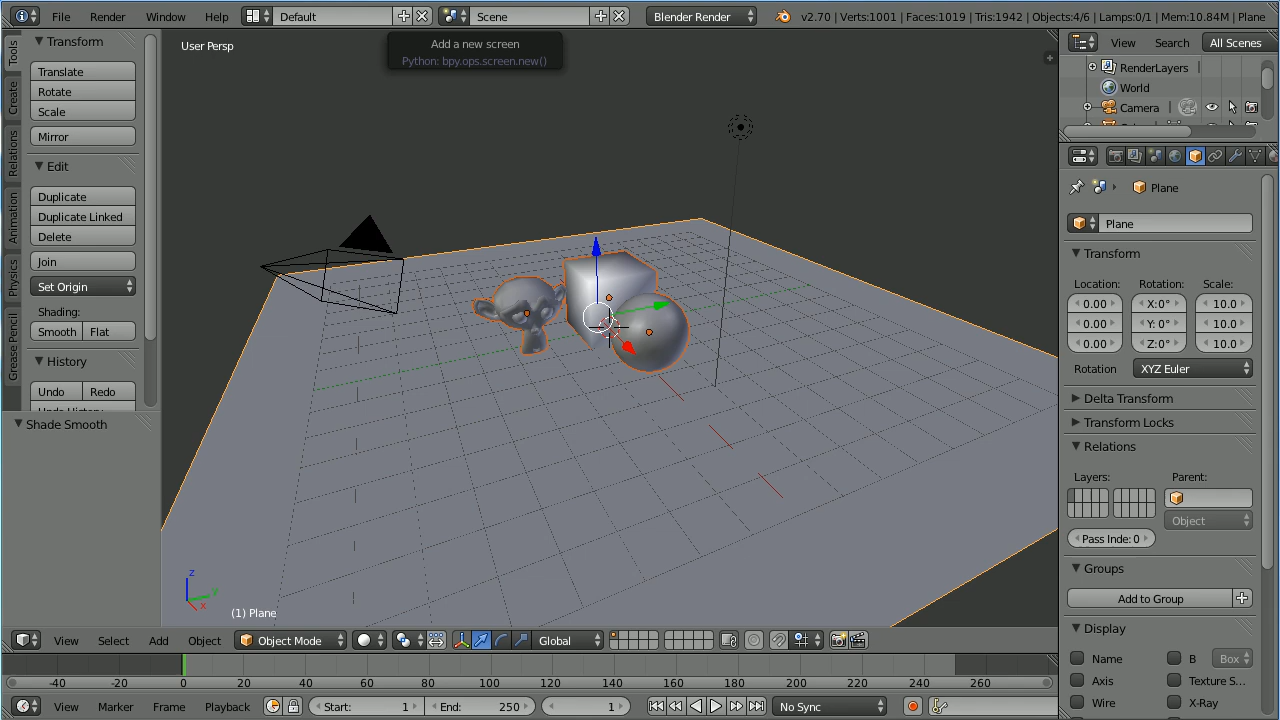 File Render Window Help Default Scene Blender Render v2.70 | Verts:1001 | Faces:1019 | Tris:1942 | Objects:4/6 | Lamps:0/1 | Mem:10.84M | Plane
Add a new screen
Python: bpy.ops.screen.new()
User Persp
Tools
Create
Relations
Animation
Physics
Grease Pencil
Transform
Translate
Rotate
Scale
Mirror
Edit
Duplicate
Duplicate Linked
Delete
Join
Set Origin
Shading:
Smooth Flat
History
Undo Redo
Shade Smooth
z
Y
x
(1) Plane
View Search All Scenes
RenderLayers
World
Camera
Plane
Plane
Transform
Location: Rotation: Scale:
0.00 X:0° 10.0
0.00 Y: 0° 10.0
0.00 Z:0° 10.0
Rotation XYZ Euler
Delta Transform
Transform Locks
Relations
Layers: Parent:
Object
Pass Inde: 0
Groups
Add to Group
Display
Name B Box
Axis Texture S...
Wire X-Ray
View Select Add Object Object Mode Global
-40 -20 0 20 40 60 80 100 120 140 160 180 200 220 240 260
View Marker Frame Playback Start: 1 End: 250 1 No Sync